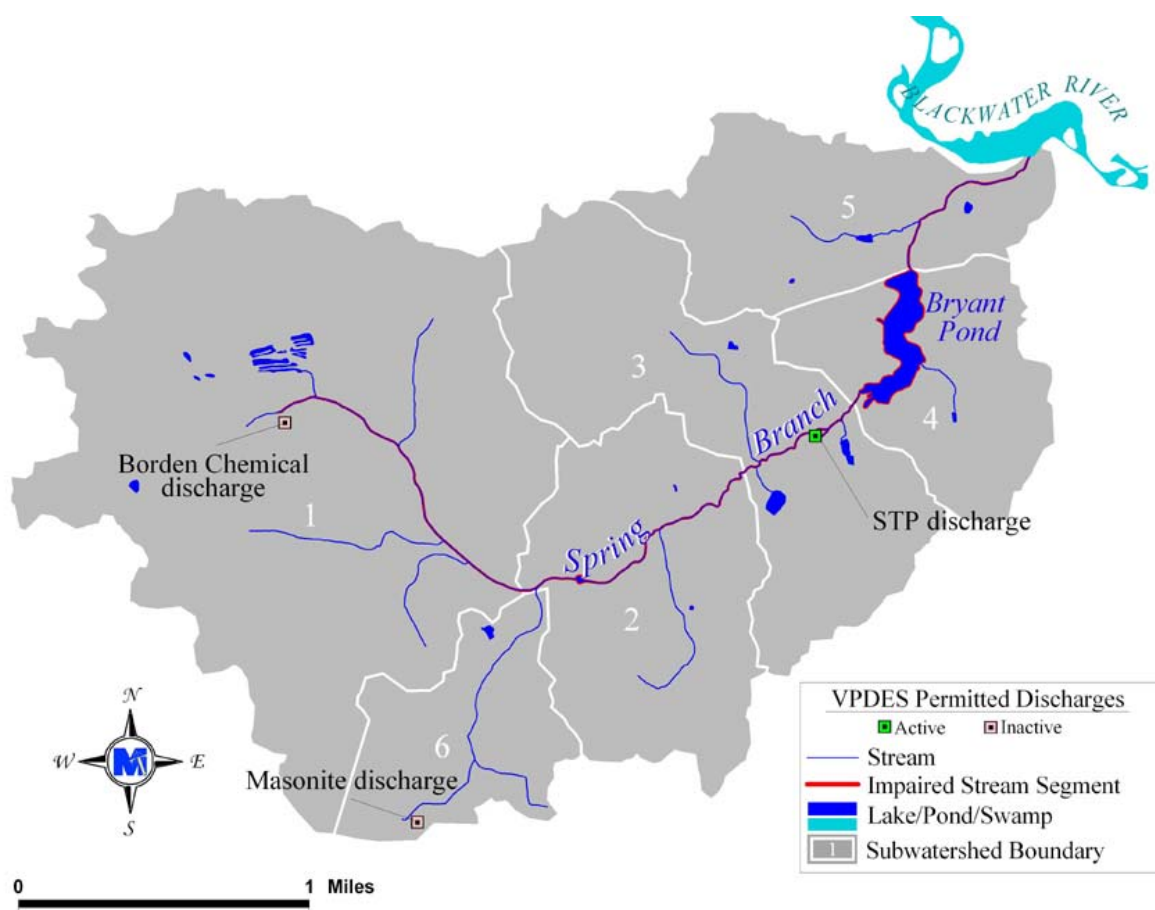 BLACKWATER RIVER
5
Bryant
Pond
3
4
Branch
Borden Chemical
discharge
STP discharge
1
Spring
2
VPDES Permitted Discharges
Active
Inactive
Stream
Impaired Stream Segment
Lake/Pond/Swamp
1
Subwatershed Boundary
N
W
M
E
S
6
Masonite discharge
0
1 Miles